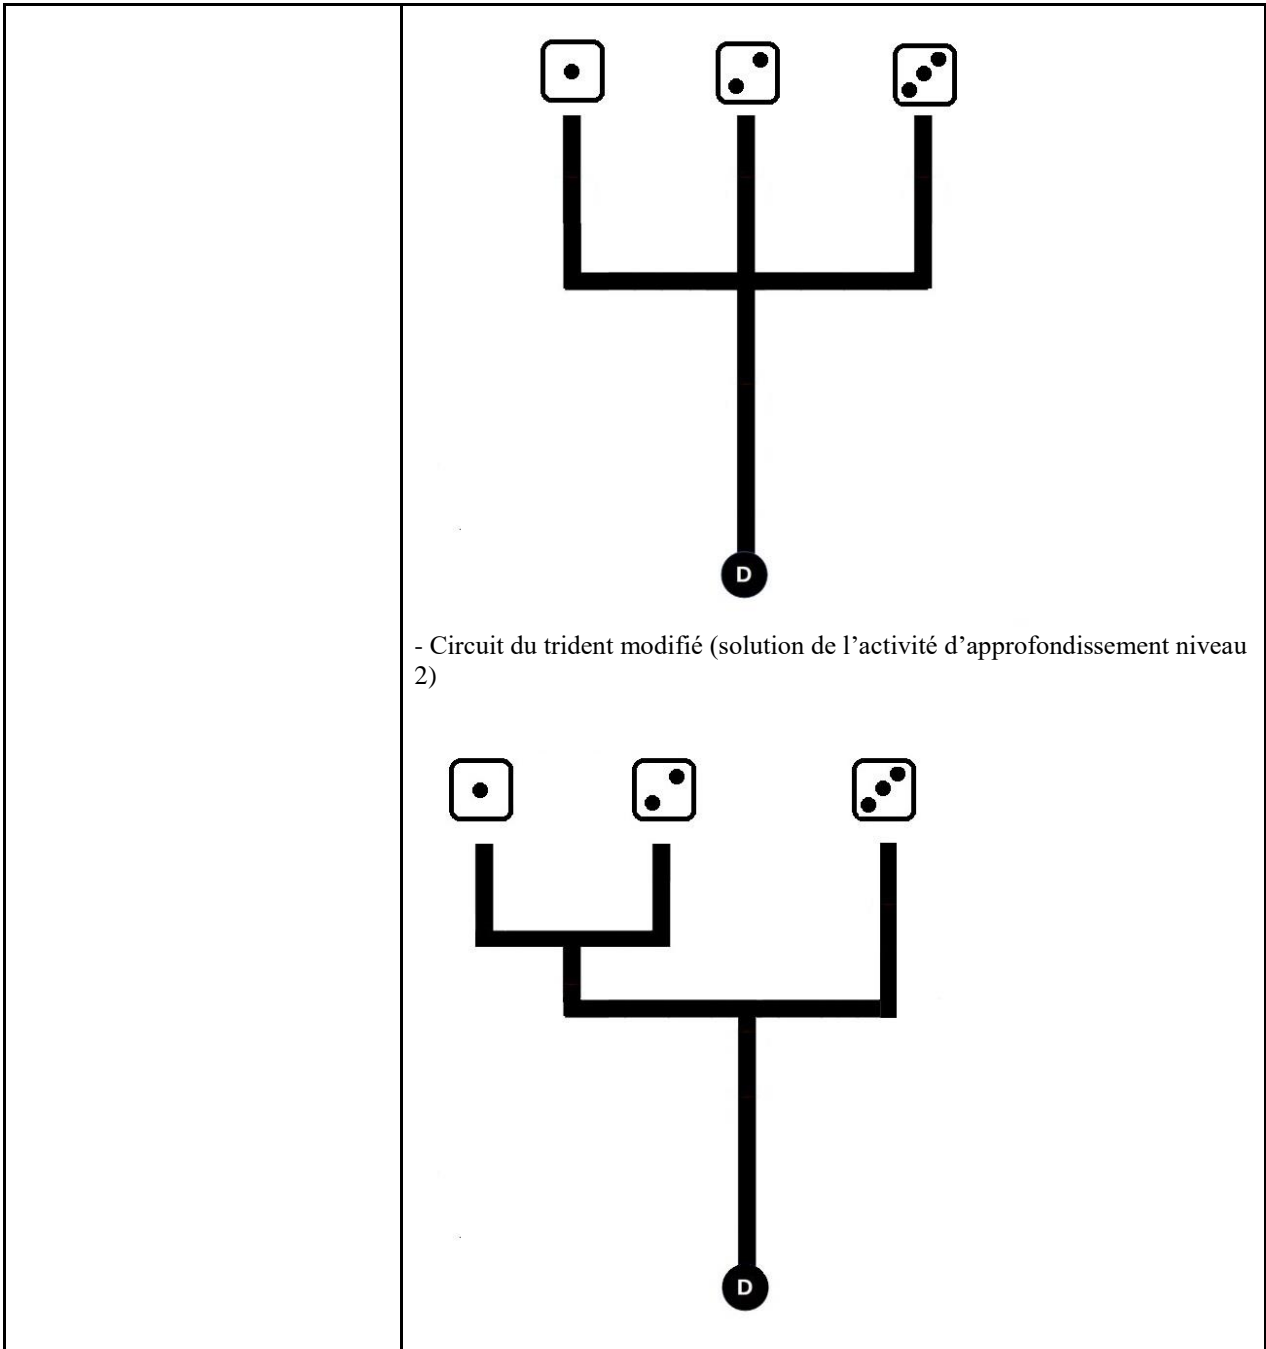 D
- Circuit du trident modifié (solution de l’activité d’approfondissement niveau
2)
D